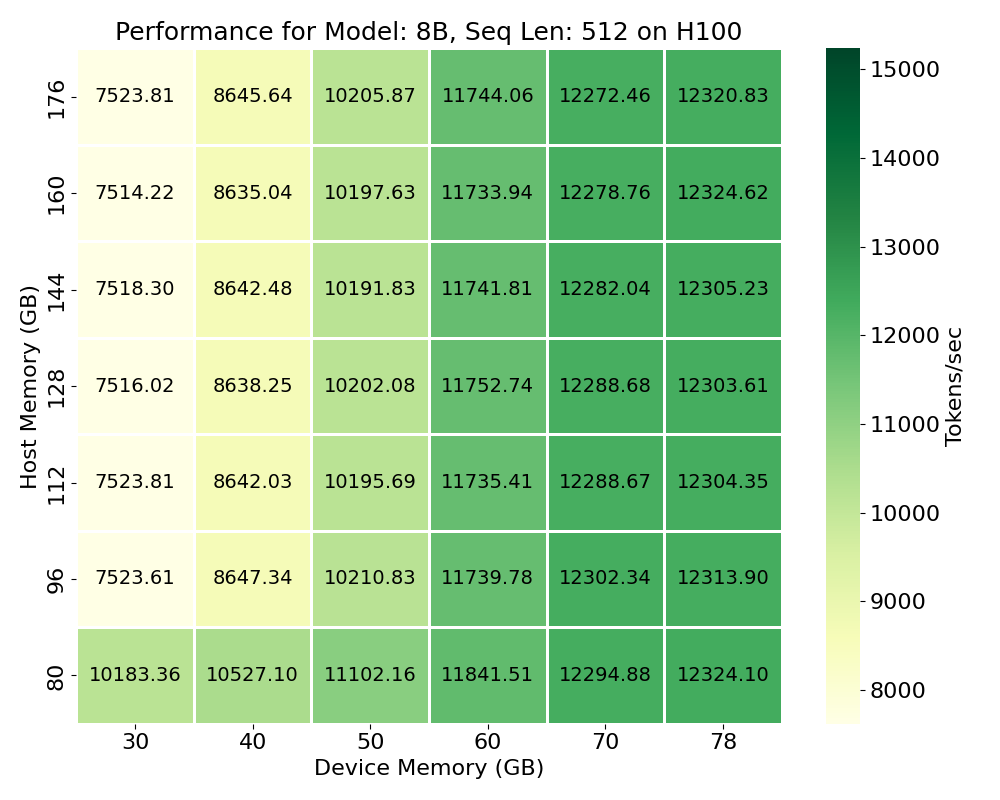 Performance for Model: 8B, Seq Len: 512 on H100
Host Memory (GB)
176 7523.81 8645.64 10205.87 11744.06 12272.46 12320.83
160 7514.22 8635.04 10197.63 11733.94 12278.76 12324.62
144 7518.30 8642.48 10191.83 11741.81 12282.04 12305.23
128 7516.02 8638.25 10202.08 11752.74 12288.68 12303.61
112 7523.81 8642.03 10195.69 11735.41 12288.67 12304.35
96 7523.61 8647.34 10210.83 11739.78 12302.34 12313.90
80 10183.36 10527.10 11102.16 11841.51 12294.88 12324.10
30 40 50 60 70 78
Device Memory (GB)
15000
14000
13000
12000
11000
10000
9000
8000
Tokens/sec